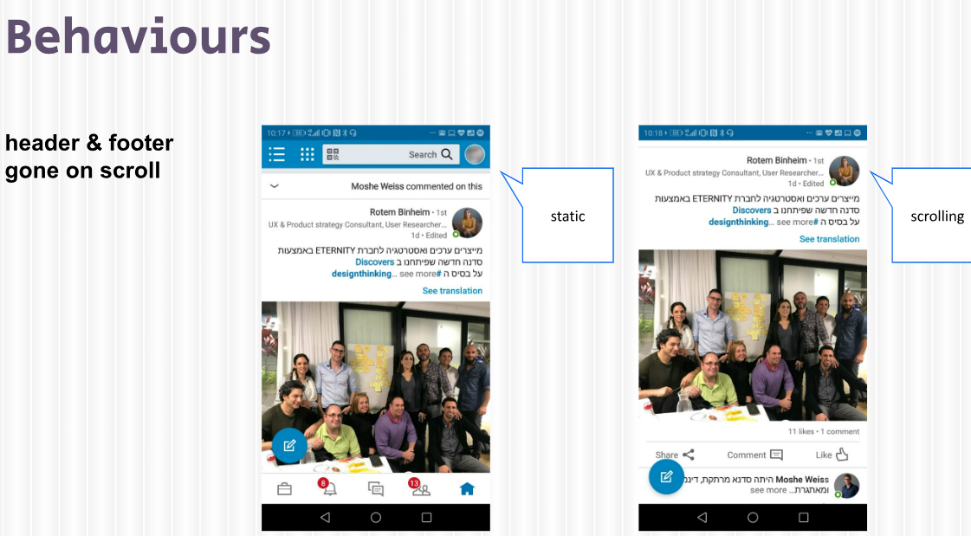 Behaviours
header & footer
gone on scroll
10:17
Search
Moshe Weiss commented on this
Rotem Binheim • 1st
UX & Product strategy Consultant, User Researcher...
1d • Edited
מייצרים ערכים ואסטרטגיה לחברת ETERNITY באמצעות
סדנה חדשה שפיתחנו ב Discovers
על בסיס ה #designthinking... see more
See translation
8
13
static
10:18
Rotem Binheim • 1st
UX & Product strategy Consultant, User Researcher...
1d • Edited
מייצרים ערכים ואסטרטגיה לחברת ETERNITY באמצעות
סדנה חדשה שפיתחנו ב Discovers
על בסיס ה #designthinking... see more
See translation
11 likes • 1 comment
Share
Comment
Like
Moshe Weiss היתה סדנא מרתקת, דינמ
ומאתגרת... see more
scrolling